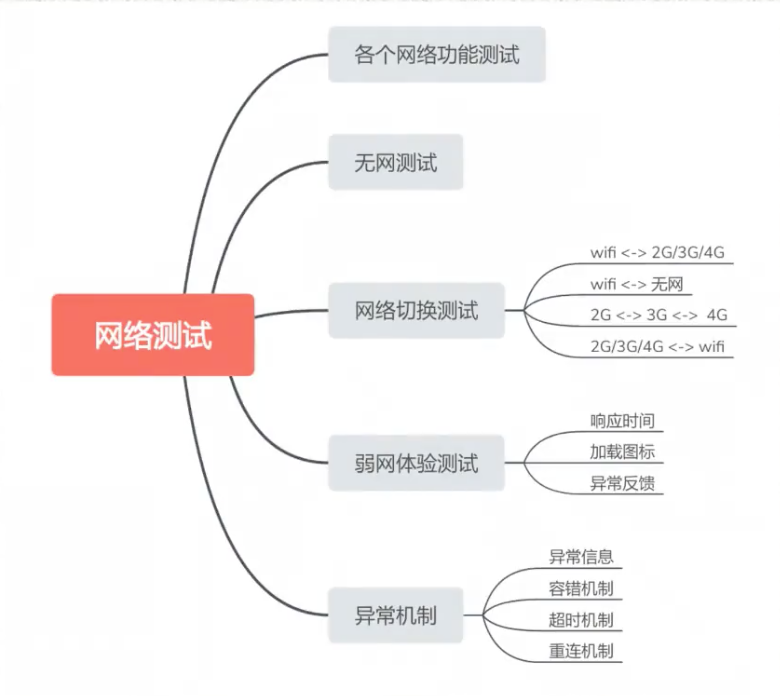 网络测试
各个网络功能测试
无网测试
网络切换测试
wifi <-> 2G/3G/4G
wifi <-> 无网
2G <-> 3G <-> 4G
2G/3G/4G <-> wifi
弱网体验测试
响应时间
加载图标
异常反馈
异常机制
异常信息
容错机制
超时机制
重连机制